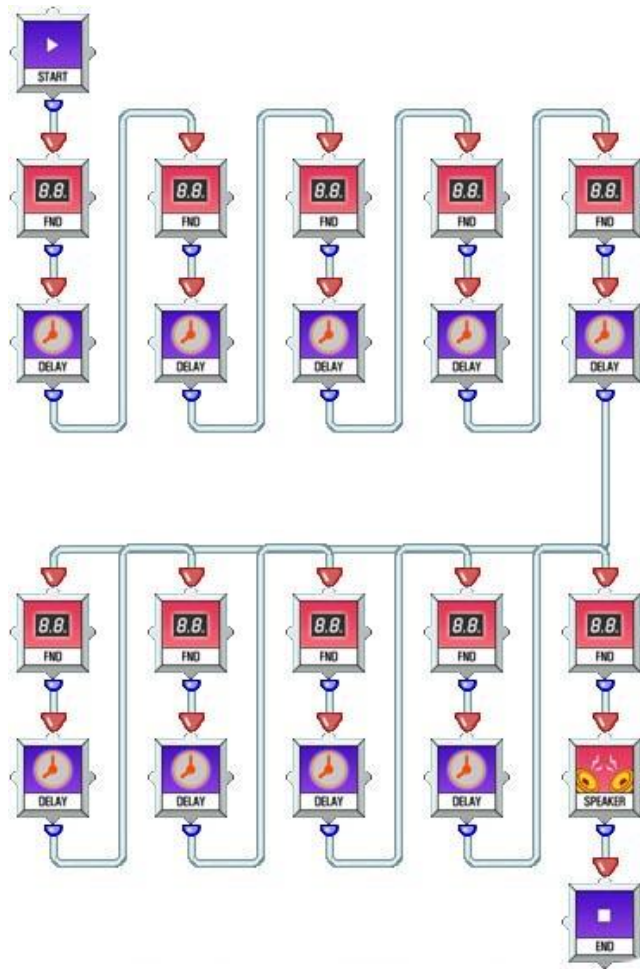 START
8.8. 8.8. 8.8. 8.8. 8.8.
FND FND FND FND FND
DELAY DELAY DELAY DELAY DELAY
8.8. 8.8. 8.8. 8.8. 8.8.
FND FND FND FND FND
DELAY DELAY DELAY DELAY SPEAKER
END